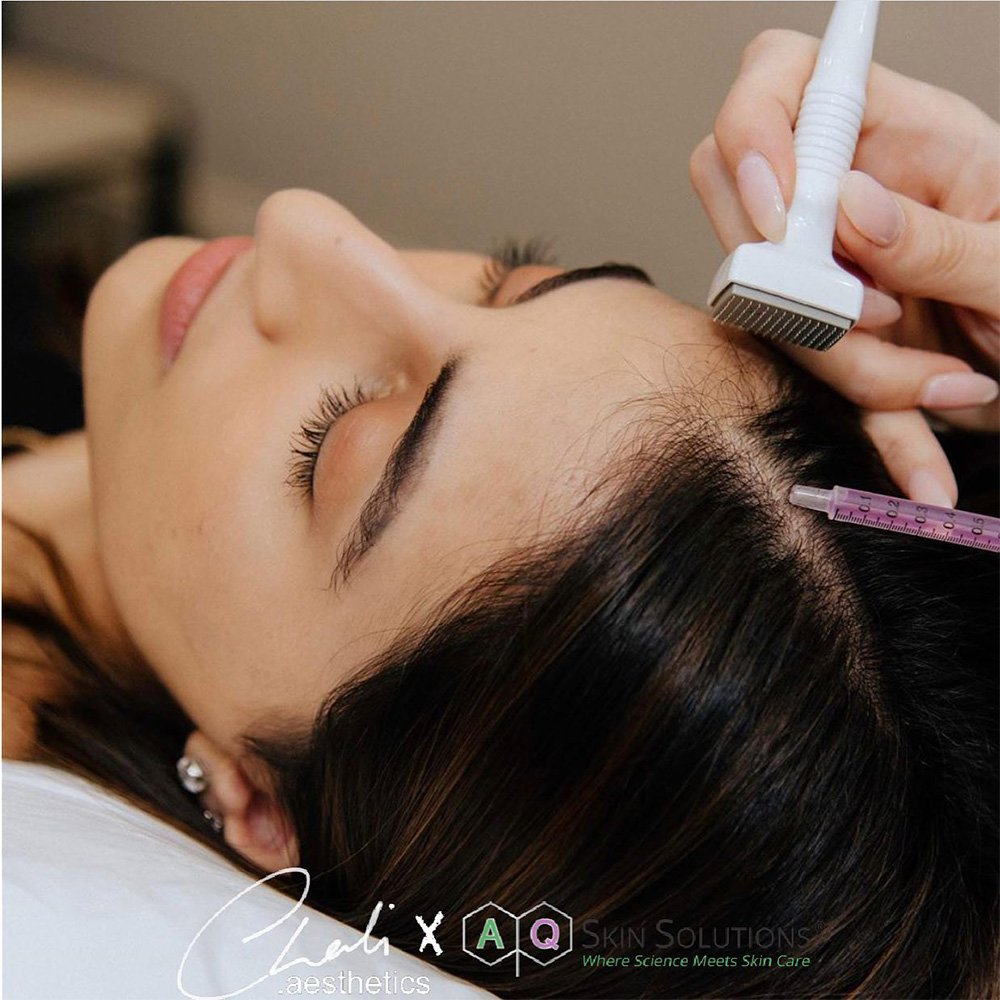 0.1 0.2 0.3 0.4 0.5
Chali
.aesthetics
X
AQ SKIN SOLUTIONS®
Where Science Meets Skin Care